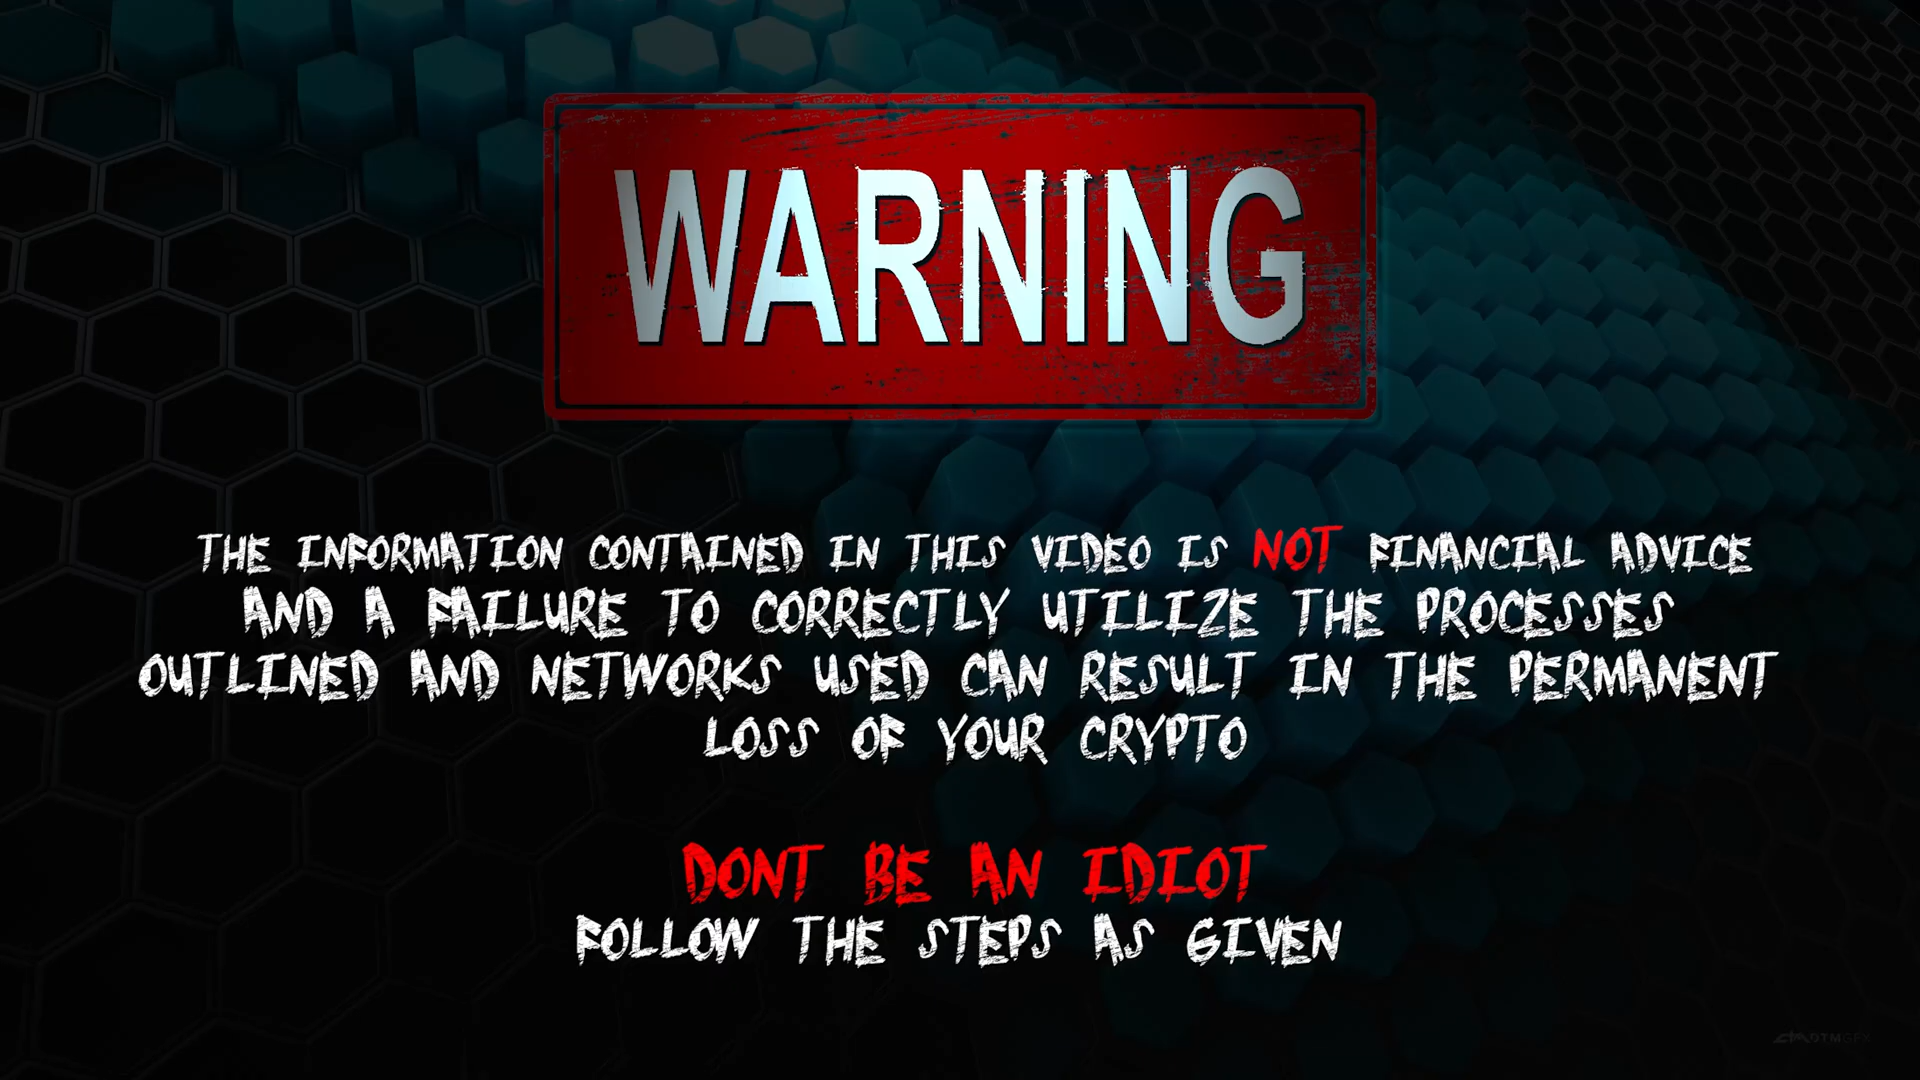 WARNING
THE INFORMATION CONTAINED IN THIS VIDEO IS NOT FINANCIAL ADVICE
AND A FAILURE TO CORRECTLY UTILIZE THE PROCESSES
OUTLINED AND NETWORKS USED CAN RESULT IN THE PERMANENT
LOSS OF YOUR CRYPTO
DONT BE AN IDIOT
FOLLOW THE STEPS AS GIVEN